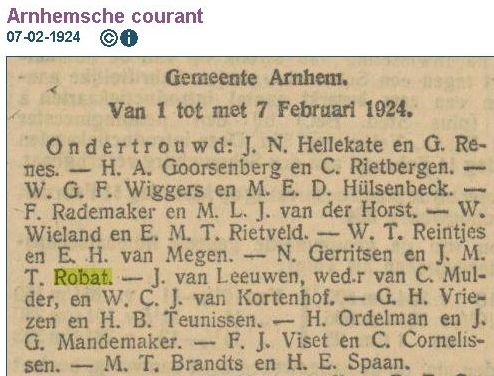 Arnhemsche courant
07-02-1924 © i
Gemeente Arnhem.
Van 1 tot met 7 Februari 1924.
Ondertrouwd: J. N. Hellekate en G. Re-
nes. — H. A. Goorsenberg en C. Rietbergen. —
W. G. F. Wiggers en M. E. D. Hülsenbeck. —
F. Rademaker en M. L. J. van der Horst. — W.
Wieland en E. M. T. Rietveld. — W. T. Reintjes
en E. H. van Megen. — N. Gerritsen en J. M.
T. Robat. — J. van Leeuwen, wed.r van C. Mul-
der, en W. C. J. van Kortenhof. — G. H. Vrie-
zen en H. B. Teunissen. — H. Ordelman en J.
G. Mandemaker. — F. J. Viset en C. Cornelis-
sen. — M. T. Brandts en H. E. Spaan.